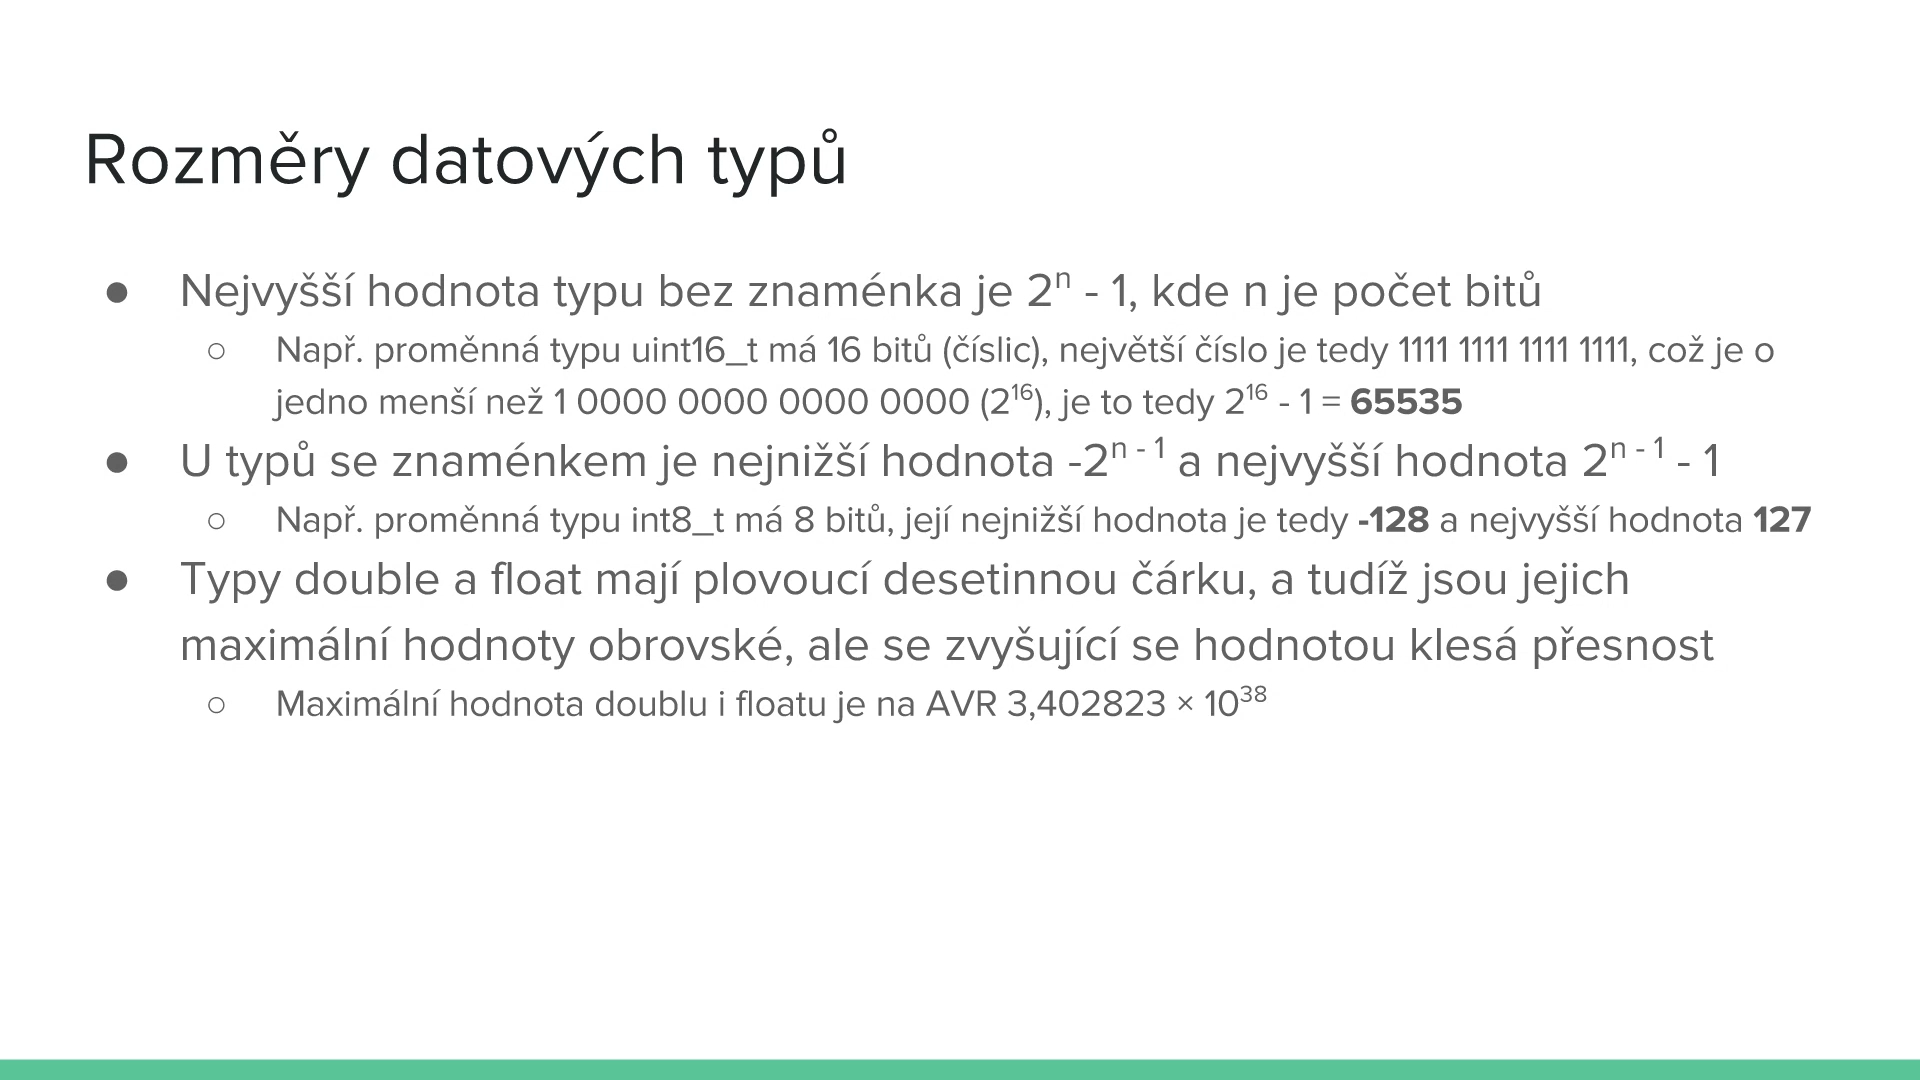 Rozměry datových typů
● Nejvyšší hodnota typu bez znaménka je 2ⁿ - 1, kde n je počet bitů
○ Např. proměnná typu uint16_t má 16 bitů (číslic), největší číslo je tedy 1111 1111 1111 1111, což je o
jedno menší než 1 0000 0000 0000 0000 (2¹⁶), je to tedy 2¹⁶ - 1 = 65535
● U typů se znaménkem je nejnižší hodnota -2ⁿ ⁻ ¹ a nejvyšší hodnota 2ⁿ ⁻ ¹ - 1
○ Např. proměnná typu int8_t má 8 bitů, její nejnižší hodnota je tedy -128 a nejvyšší hodnota 127
● Typy double a float mají plovoucí desetinnou čárku, a tudíž jsou jejich
maximální hodnoty obrovské, ale se zvyšující se hodnotou klesá přesnost
○ Maximální hodnota doublu i floatu je na AVR 3,402823 × 10³⁸